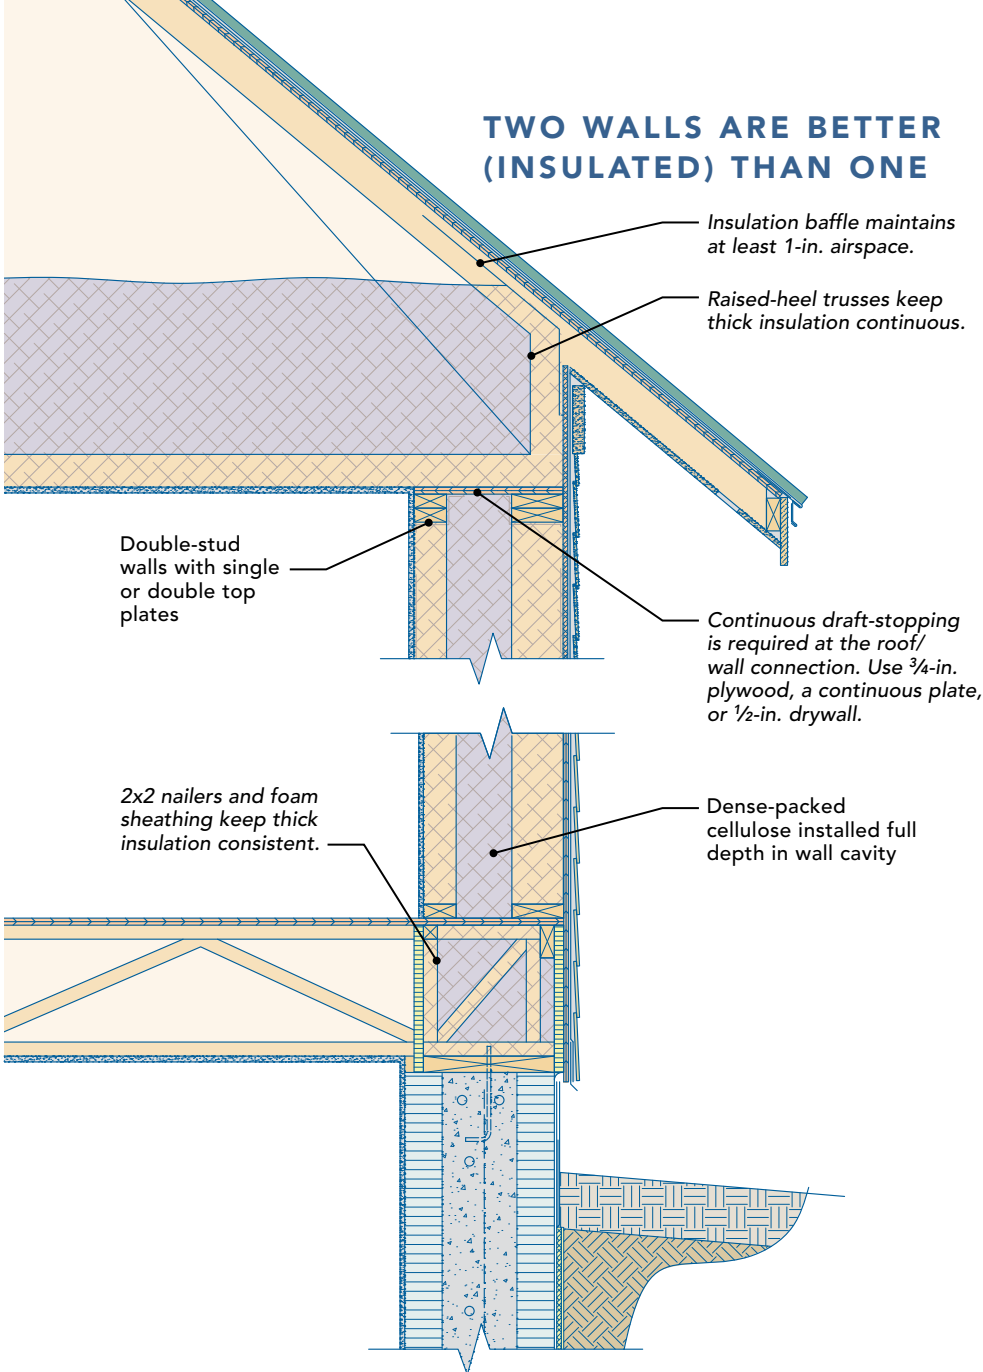 TWO WALLS ARE BETTER
(INSULATED) THAN ONE
Insulation baffle maintains
at least 1-in. airspace.
Raised-heel trusses keep
thick insulation continuous.
Double-stud
walls with single
or double top
plates
Continuous draft-stopping
is required at the roof/
wall connection. Use ¾-in.
plywood, a continuous plate,
or ½-in. drywall.
2x2 nailers and foam
sheathing keep thick
insulation consistent.
Dense-packed
cellulose installed full
depth in wall cavity